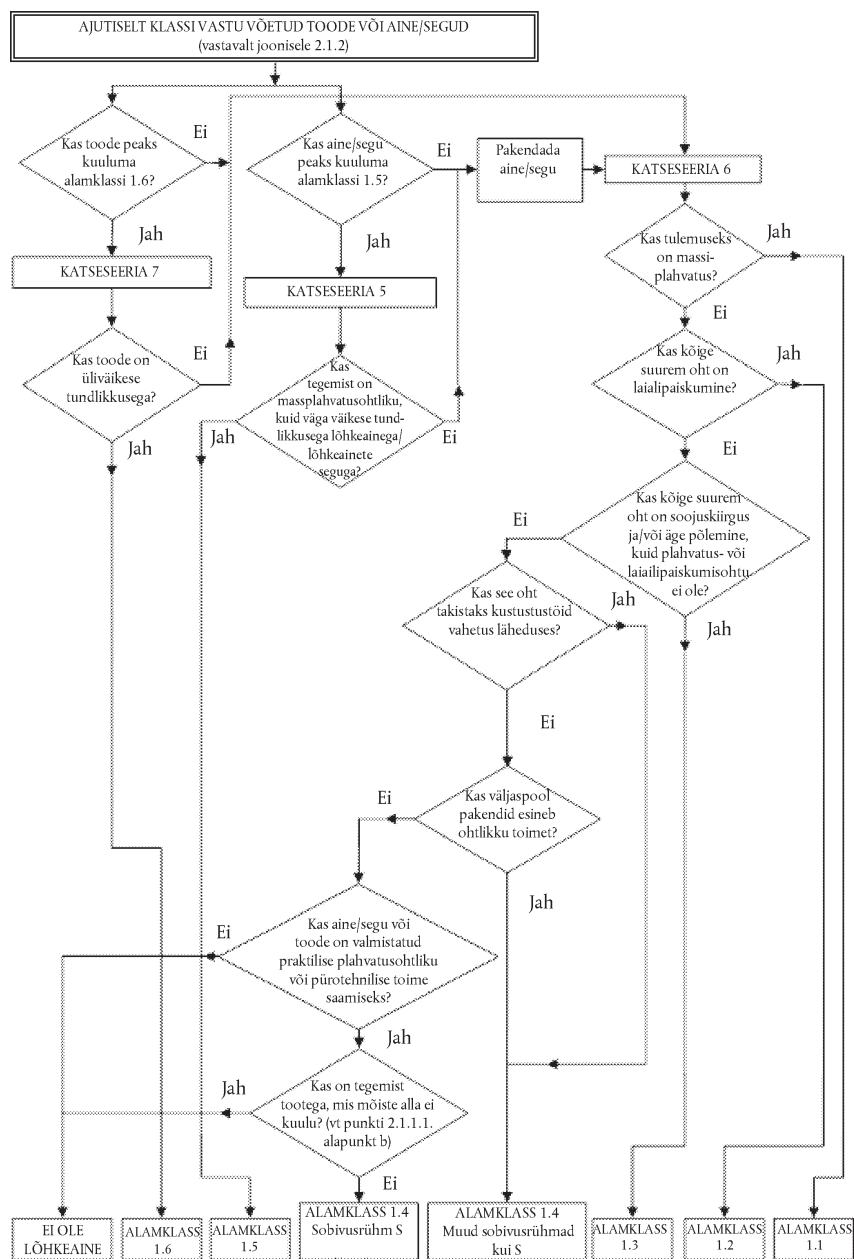 AJUTISELT KLASSI VASTU VÕETUD TOODE VÕI AINE/SEGUD
(vastavalt joonisele 2.1.2)
Kas toode peaks
kuuluma
alamklassi 1.6?
Ei
Jah
Kas aine/segu
peaks kuuluma
alamklassi 1.5?
Ei
Jah
Pakendada
aine/segu
KATSESEERIA 6
KATSESEERIA 7
KATSESEERIA 5
Kas tulemuseks
on massi-
plahvatus?
Jah
Ei
Kas toode on
üliväikese
tundlikkusega?
Ei
Jah
Kas
tegemist on
massplahvatusohtliku,
kuid väga väikese tund-
likkusega lõhkeainega/
lõhkeainete
seguga?
Jah
Ei
Kas kõige
suurem oht on
laialipaiskumine?
Jah
Ei
Kas kõige suurem
oht on soojuskiirgus
ja/või äge põlemine,
kuid plahvatus- või
laiailipaiskumisohtu
ei ole?
Ei
Jah
Kas see oht
takistaks kustustustöid
vahetus läheduses?
Jah
Ei
Kas väljaspool
pakendid esineb
ohtlikku toimet?
Ei
Jah
Kas aine/segu või
toode on valmistatud
praktilise plahvatusohtliku
või pürotehnilise toime
saamiseks?
Ei
Jah
Kas on tegemist
tootega, mis mõiste alla ei
kuulu? (vt punkti 2.1.1.1.
alapunkt b)
Jah
Ei
EI OLE
LÕHKEAINE
ALAMKLASS
1.6
ALAMKLASS
1.5
ALAMKLASS 1.4
Sobivusrühm S
ALAMKLASS 1.4
Muud sobivusrühmad
kui S
ALAMKLASS
1.3
ALAMKLASS
1.2
ALAMKLASS
1.1